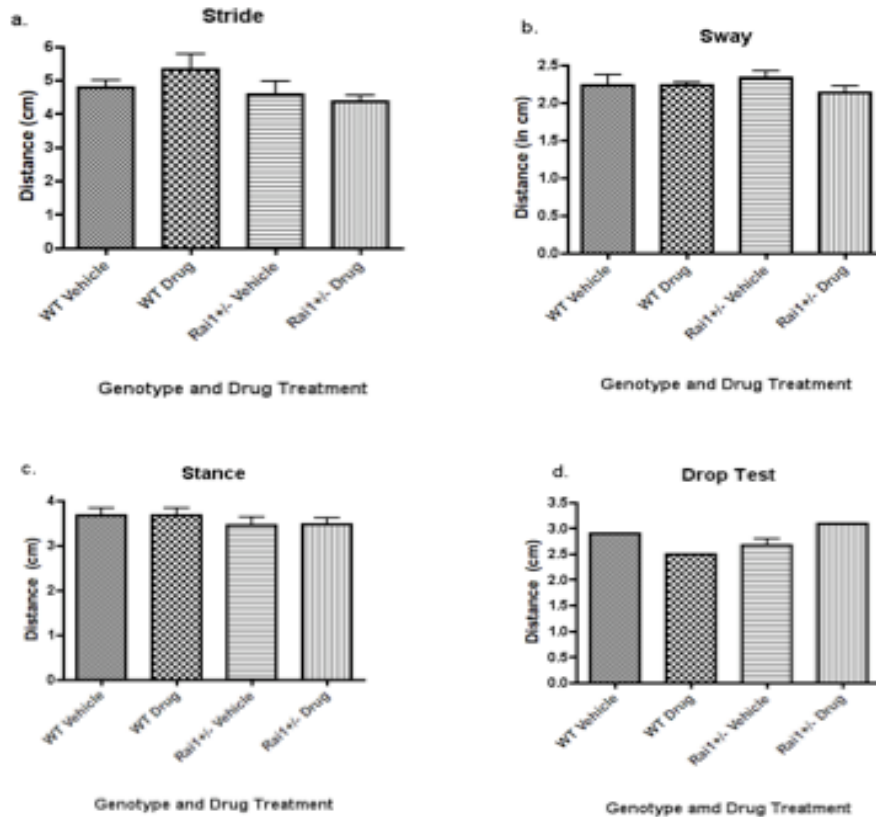 a.
Stride
Distance (cm)
6
5
4
3
2
1
0
WT Vehicle
WT Drug
Rai1+/- Vehicle
Rai1+/- Drug
Genotype and Drug Treatment
b.
Sway
Distance (in cm)
2.5
2.0
1.5
1.0
0.5
0.0
WT Vehicle
WT Drug
Rai1+/- Vehicle
Rai1+/- Drug
Genotype and Drug Treatment
c.
Stance
Distance (cm)
4
3
2
1
0
WT Vehicle
WT Drug
Rai1+/- Vehicle
Rai1+/- Drug
Genotype and Drug Treatment
d.
Drop Test
Distance (cm)
3.5
3.0
2.5
2.0
1.5
1.0
0.5
0.0
WT Vehicle
WT Drug
Rai1+/- Vehicle
Rai1+/- Drug
Genotype amd Drug Treatment